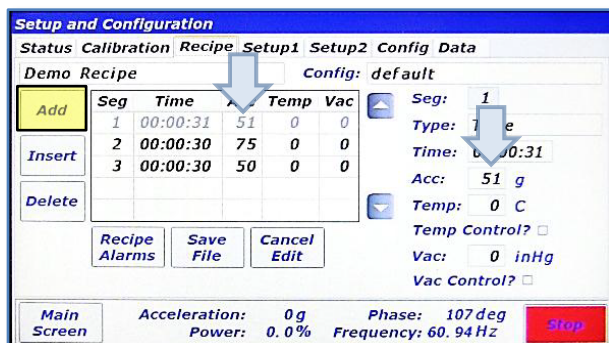 Setup and Configuration
Status Calibration Recipe Setup1 Setup2 Config Data
Demo Recipe Config: default
Add
Insert
Delete
Seg Time Temp Vac
1 00:00:31 51 0 0
2 00:00:30 75 0 0
3 00:00:30 50 0 0
Recipe Alarms
Save File
Cancel Edit
Seg: 1
Type:
Time: :31
Acc: 51 g
Temp: 0 C
Temp Control?
Vac: 0 inHg
Vac Control?
Main Screen
Acceleration: 0 g Phase: 107 deg
Power: 0.0% Frequency: 60.94 Hz
Stop